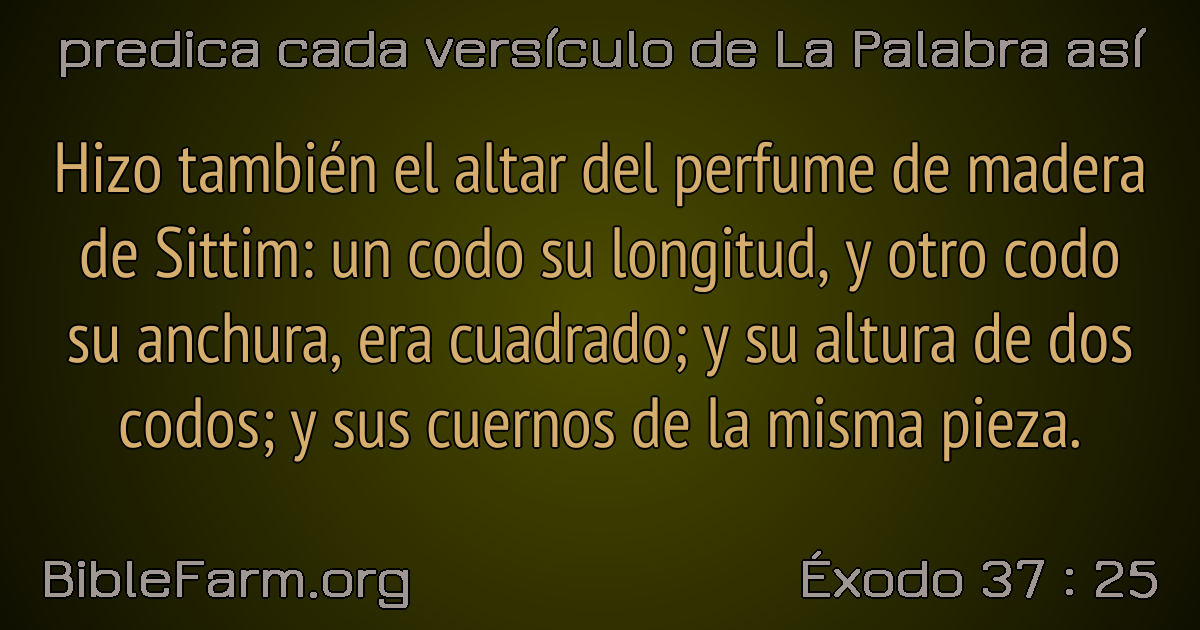 predica cada versículo de La Palabra así
Hizo también el altar del perfume de madera
de Sittim: un codo su longitud, y otro codo
su anchura, era cuadrado; y su altura de dos
codos; y sus cuernos de la misma pieza.
BibleFarm.org
Éxodo 37 : 25